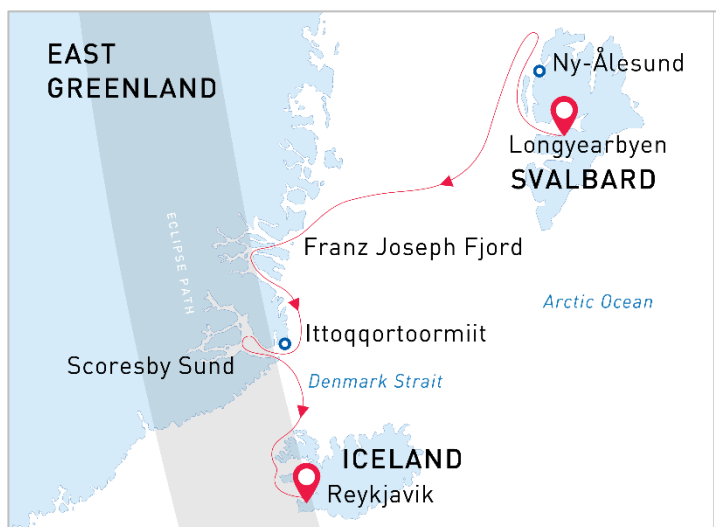 EAST
GREENLAND
Ny-Ålesund
Longyearbyen
SVALBARD
ECLIPSE PATH
Franz Joseph Fjord
Arctic Ocean
Ittoqqortoormiit
Scoresby Sund
Denmark Strait
ICELAND
Reykjavik